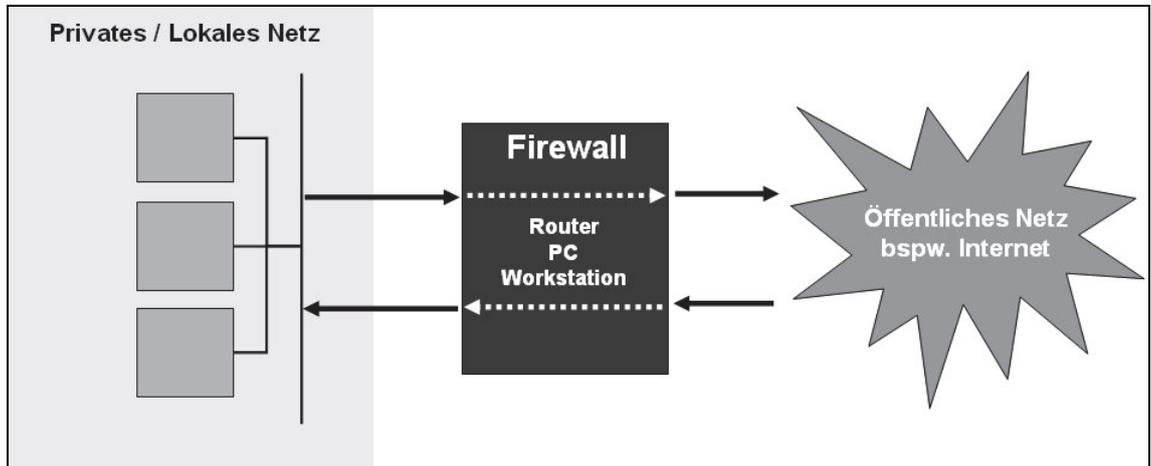 Privates / Lokales Netz
Firewall
Router
PC
Workstation
Öffentliches Netz
bspw. Internet